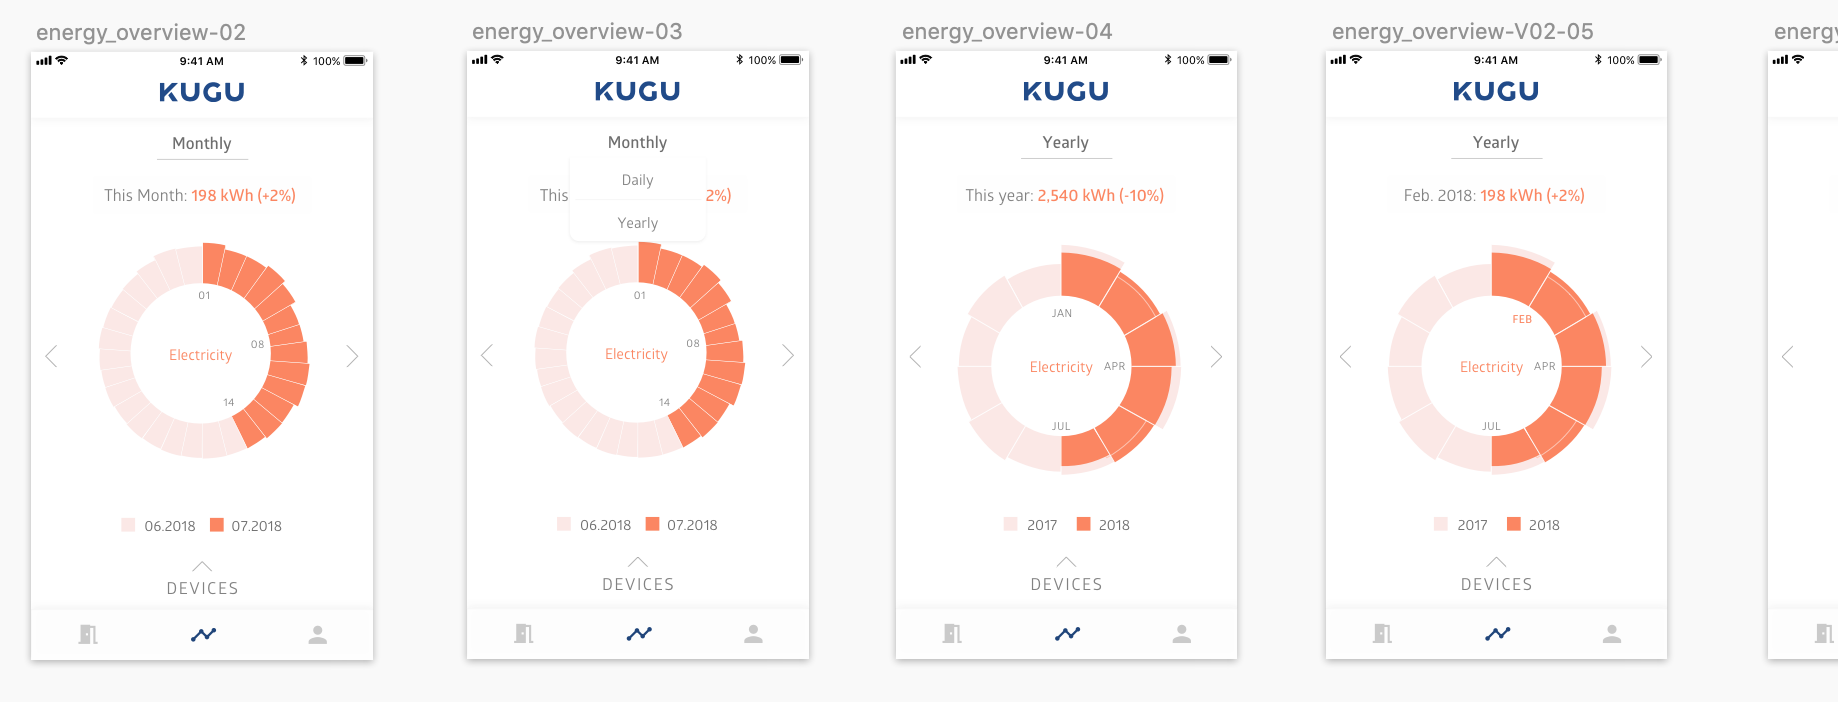 energy_overview-02
9:41 AM
100%
KUGU
Monthly
This Month: 198 kWh (+2%)
01
08
Electricity
14
06.2018
07.2018
DEVICES
energy_overview-03
9:41 AM
100%
KUGU
Monthly
Daily
This
2%)
Yearly
01
08
Electricity
14
06.2018
07.2018
DEVICES
energy_overview-04
9:41 AM
100%
KUGU
Yearly
This year: 2,540 kWh (-10%)
JAN
Electricity
APR
JUL
2017
2018
DEVICES
energy_overview-V02-05
9:41 AM
100%
KUGU
Yearly
Feb. 2018: 198 kWh (+2%)
FEB
Electricity
APR
JUL
2017
2018
DEVICES
energy